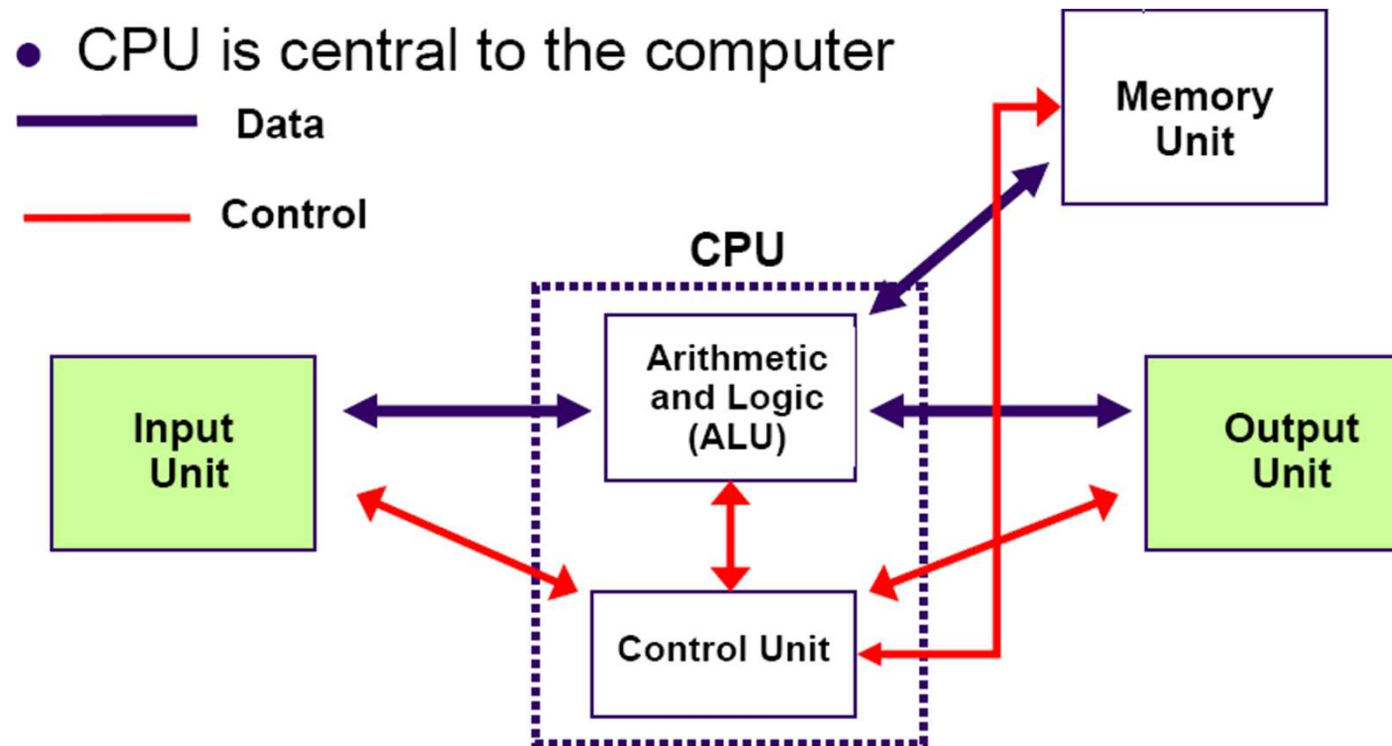 • CPU is central to the computer
Data
Control
Memory
Unit
CPU
Arithmetic
and Logic
(ALU)
Input
Unit
Output
Unit
Control Unit